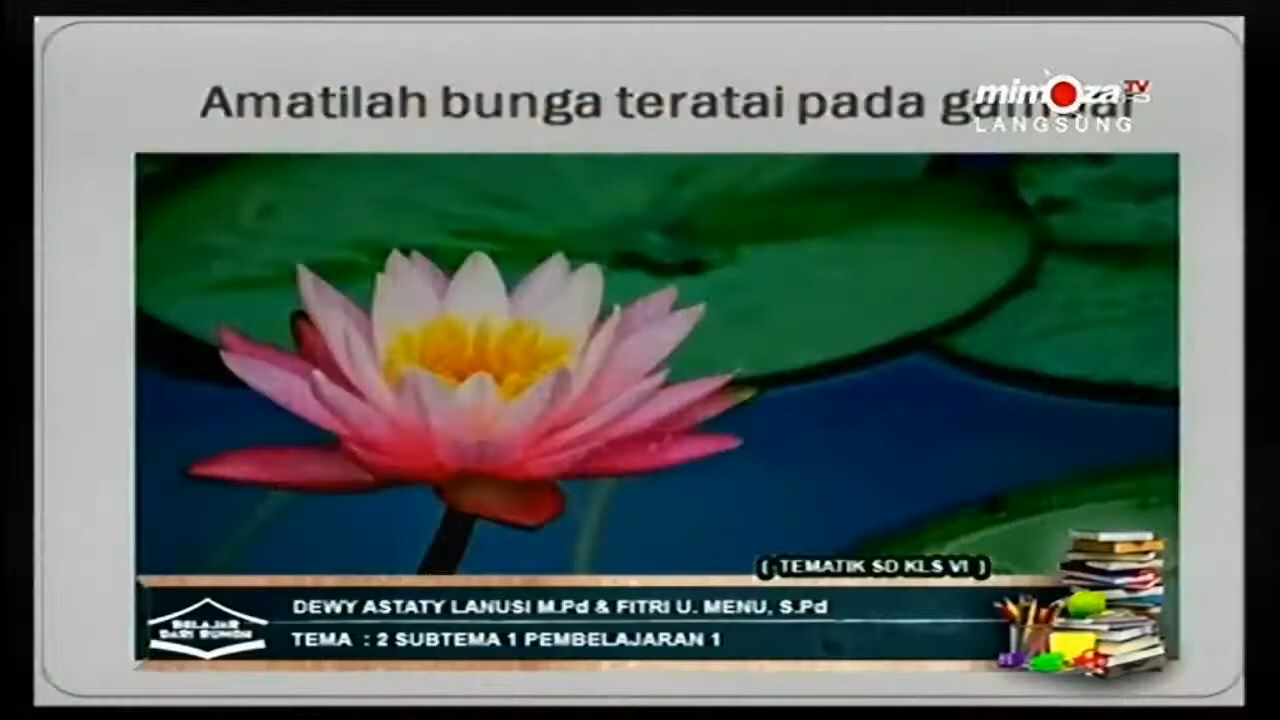 Amatilah bunga teratai pada
mimoza TV
LANGSUNG
( TEMATIK SD KLS VI )
DEWY ASTATY LANUSI M.Pd & FITRI U. MENU, S.Pd
TEMA : 2 SUBTEMA 1 PEMBELAJARAN 1
BELAJAR
DARI RUMAH